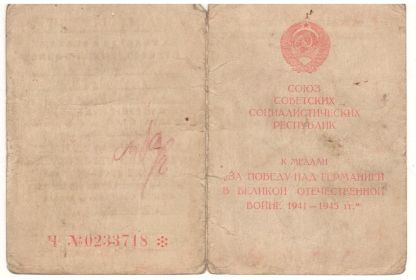 Ч №0233718
СОЮЗ
СОВЕТСКИХ
СОЦИАЛИСТИЧЕСКИХ
РЕСПУБЛИК
К МЕДАЛИ
"ЗА ПОБЕДУ НАД ГЕРМАНИЕЙ
В ВЕЛИКОЙ ОТЕЧЕСТВЕННОЙ
ВОЙНЕ 1941–1945 гг."